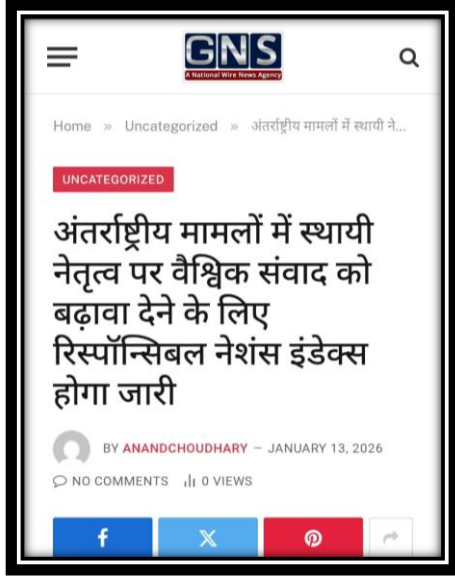 GNS
A National Wire News Agency
Home » Uncategorized » अंतर्राष्ट्रीय मामलों में स्थायी ने...
UNCATEGORIZED
अंतर्राष्ट्रीय मामलों में स्थायी
नेतृत्व पर वैश्विक संवाद को
बढ़ावा देने के लिए
रिस्पॉन्सिबल नेशंस इंडेक्स
होगा जारी
BY ANANDCHOUDHARY – JANUARY 13, 2026
NO COMMENTS 0 VIEWS